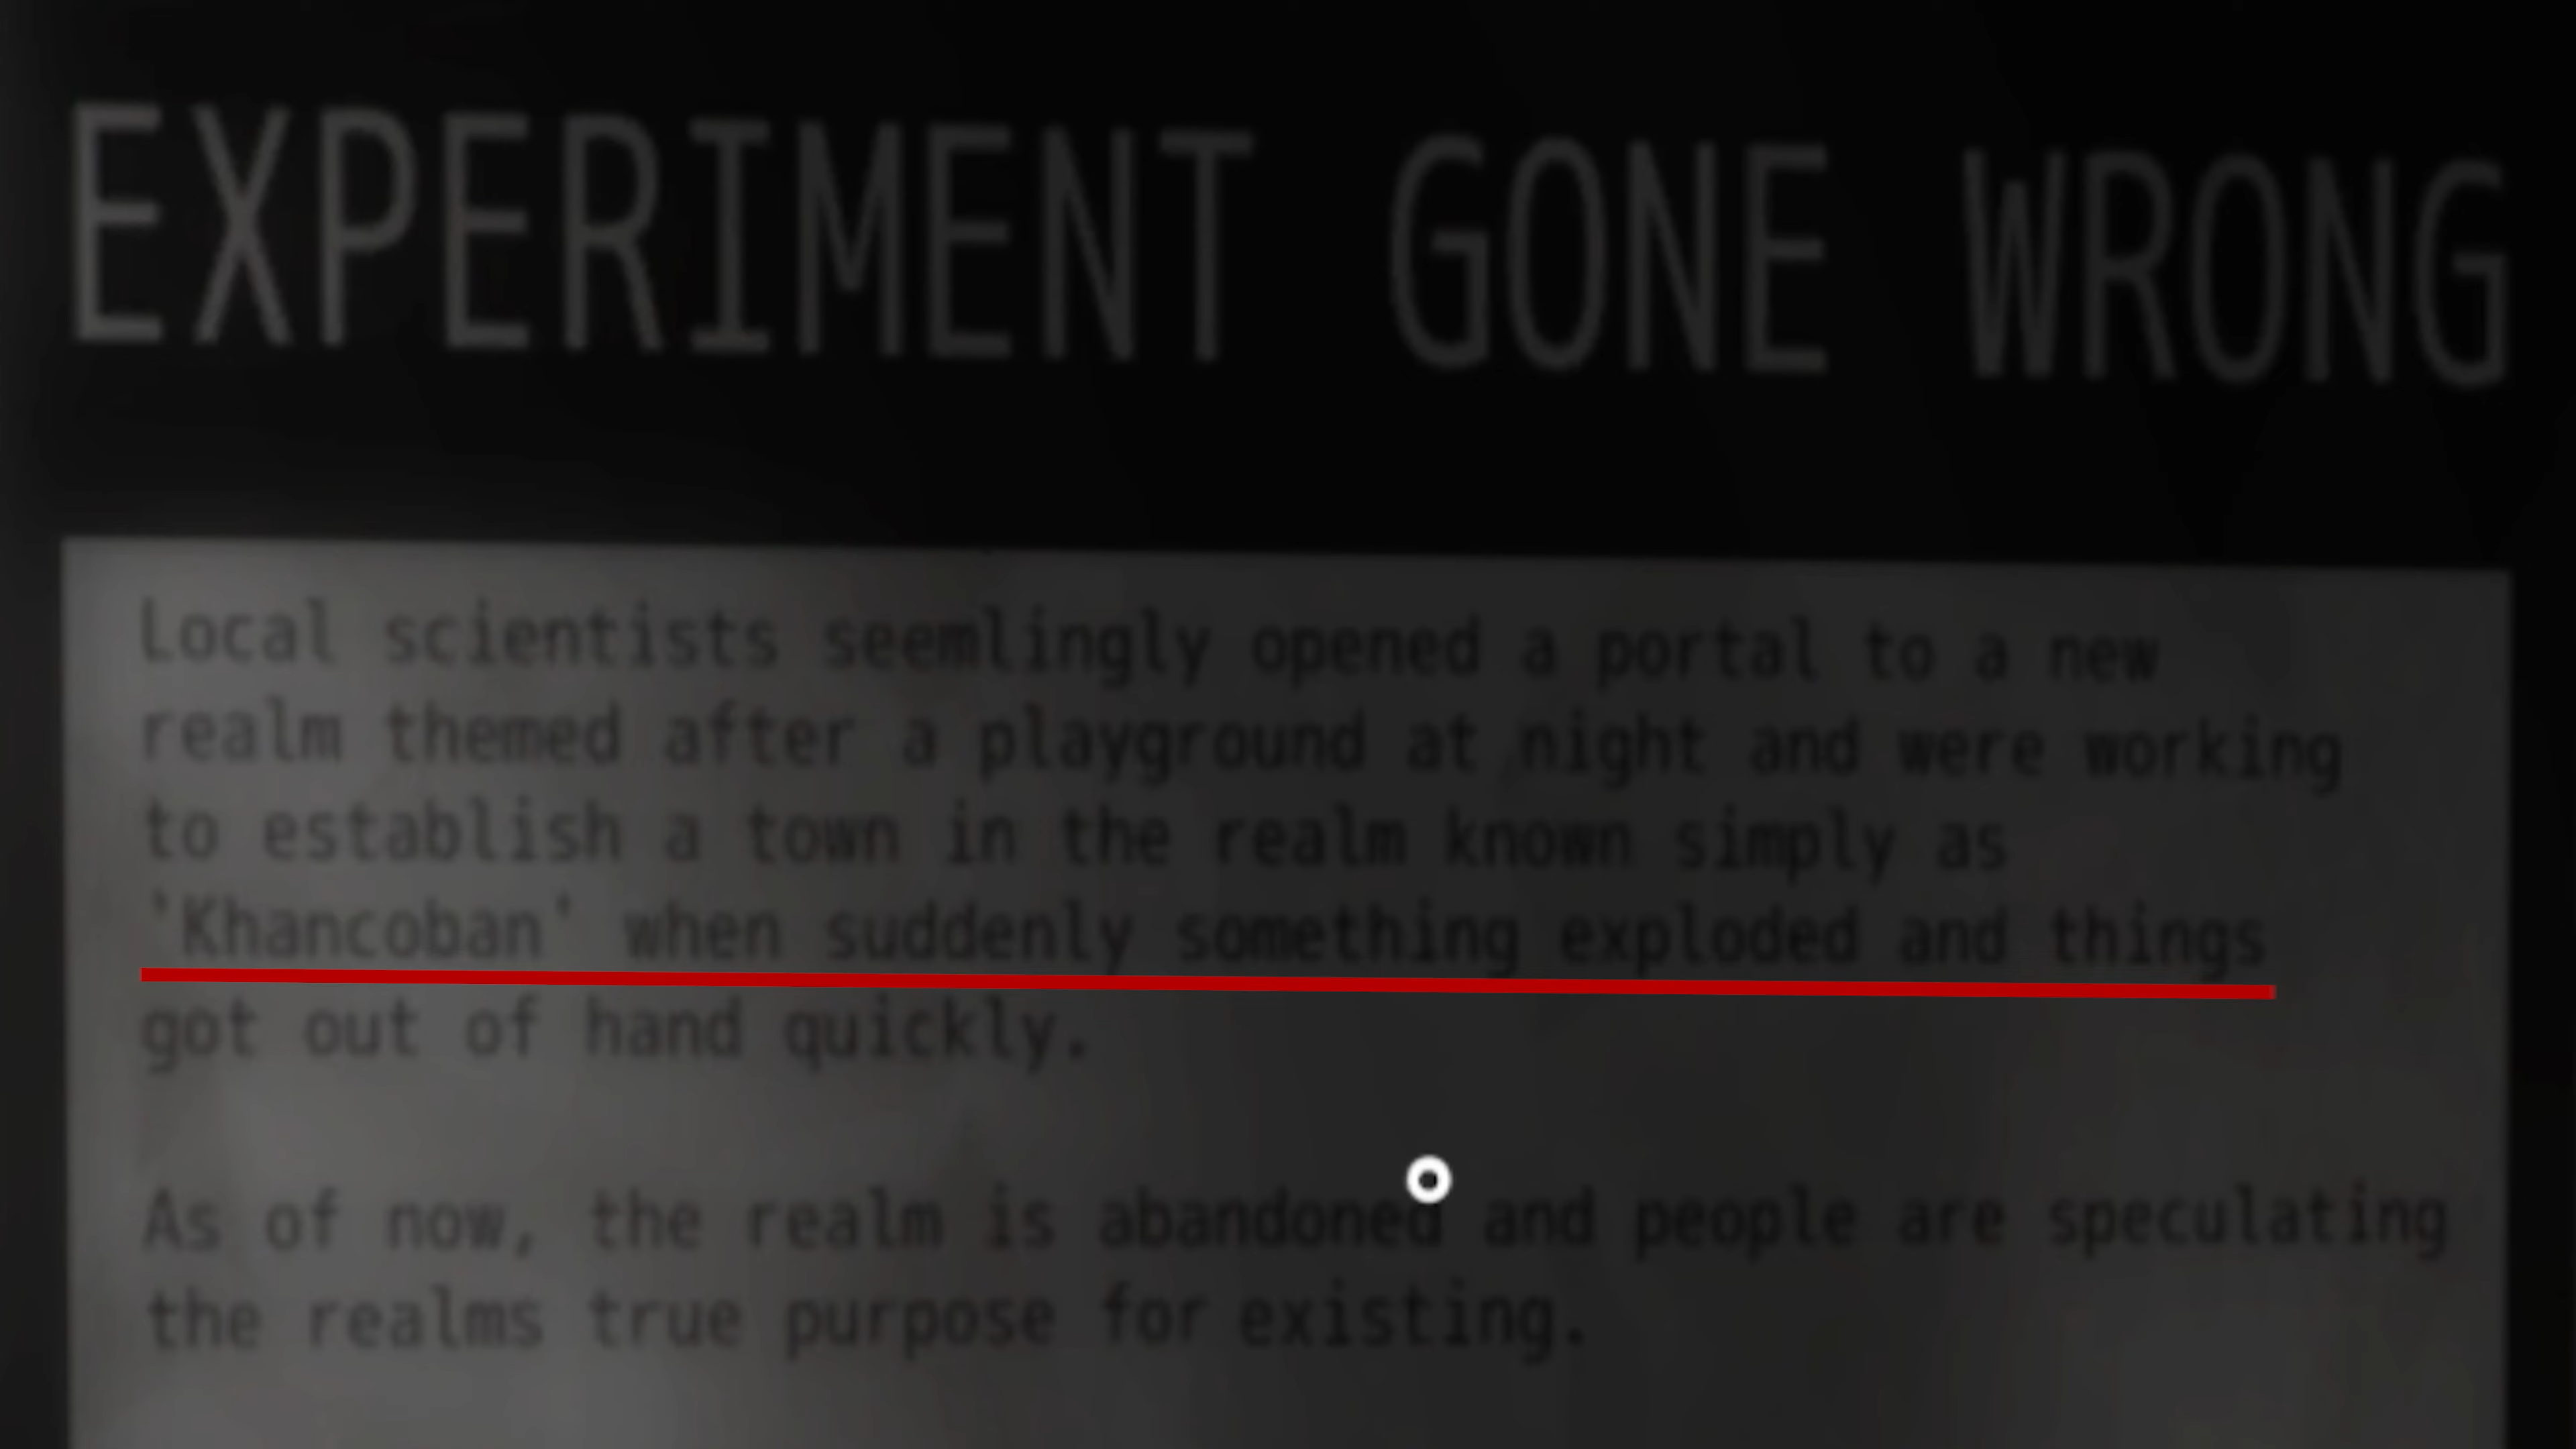 EXPERIMENT GONE WRONG
Local scientists seemlingly opened a portal to a new
realm themed after a playground at night and were working
to establish a town in the realm known simply as
'Khancoban' when suddenly something exploded and things
got out of hand quickly.
As of now, the realm is abandoned and people are speculating
the realms true purpose for existing.